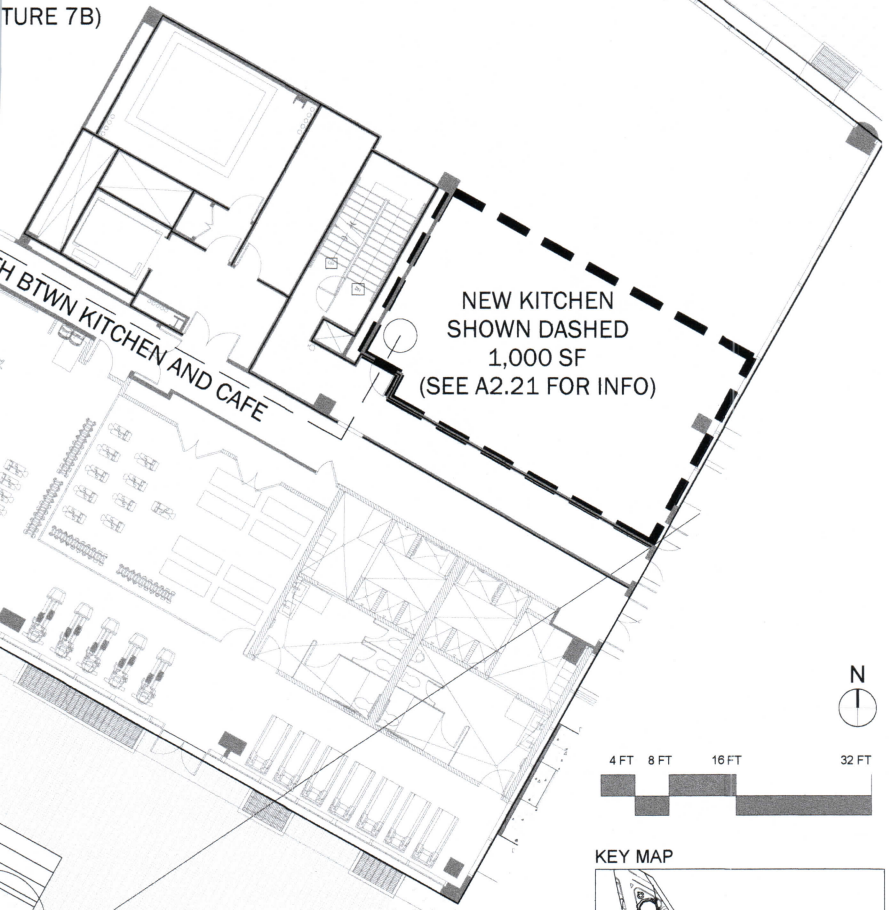 TURE 7B)
NEW KITCHEN
SHOWN DASHED
1,000 SF
(SEE A2.21 FOR INFO)
H BTWN KITCHEN AND CAFE
N
4 FT 8 FT 16 FT 32 FT
KEY MAP